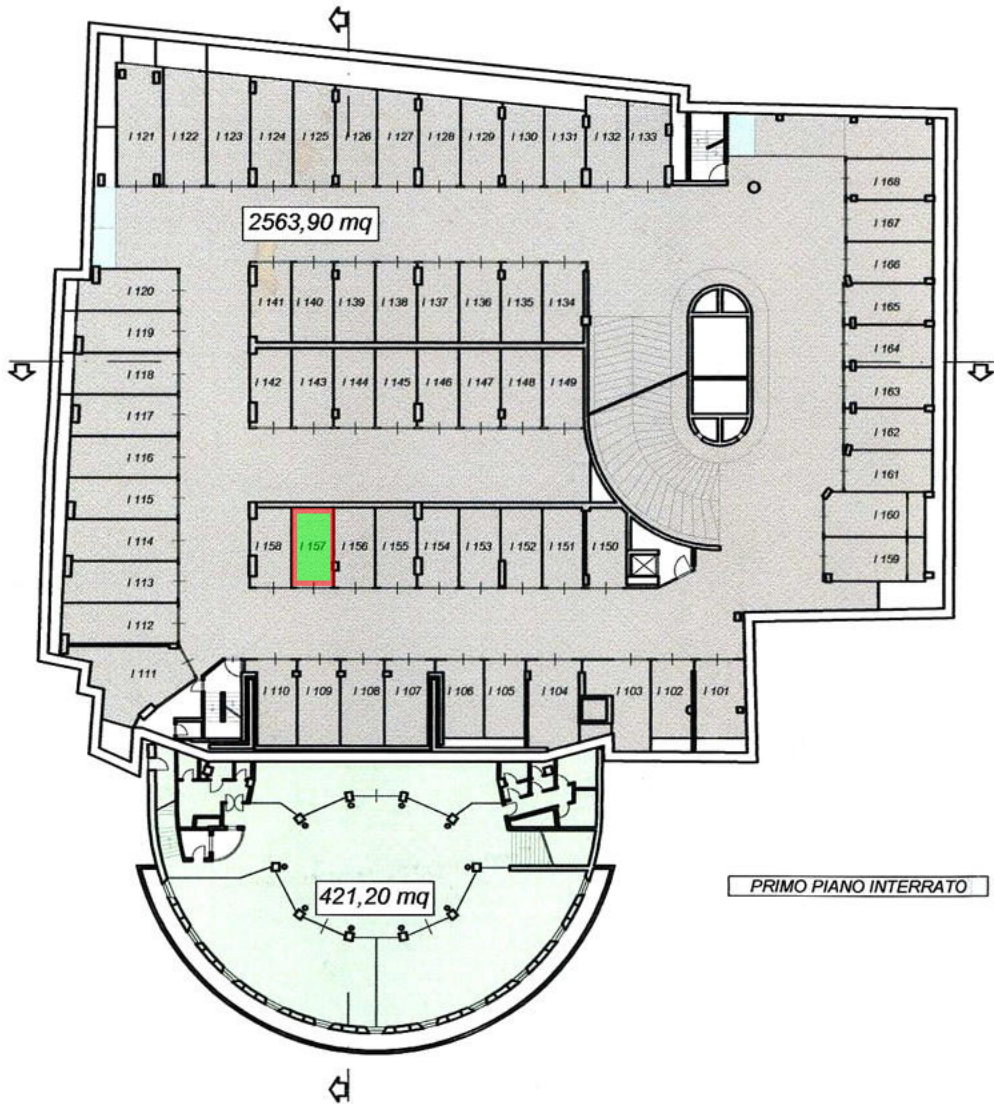 I 121 I 122 I 123 I 124 I 125 I 126 I 127 I 128 I 129 I 130 I 131 I 132 I 133
I 168
I 167
2563,90 mq
I 166
I 120
I 141 I 140 I 139 I 138 I 137 I 136 I 135 I 134
I 165
I 119
I 164
I 118
I 142 I 143 I 144 I 145 I 146 I 147 I 148 I 149
I 163
I 117
I 162
I 116
I 161
I 115
I 160
I 114
I 158 I 157 I 156 I 155 I 154 I 153 I 152 I 151 I 150
I 159
I 113
I 112
I 111
I 110 I 109 I 108 I 107 I 106 I 105 I 104 I 103 I 102 I 101
PRIMO PIANO INTERRATO
421,20 mq